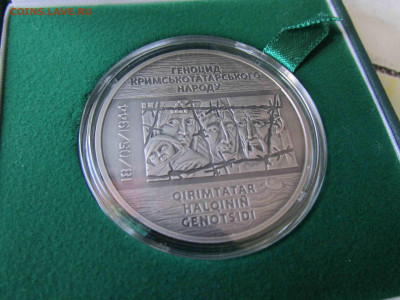 COINS.LAVE.RU
ГЕНОЦИД
КРИМСЬКОТАТАРСЬКОГО
НАРОДУ
18/05/1944
QIRIMTATAR
HALQINIÑ
GENOTSIDI